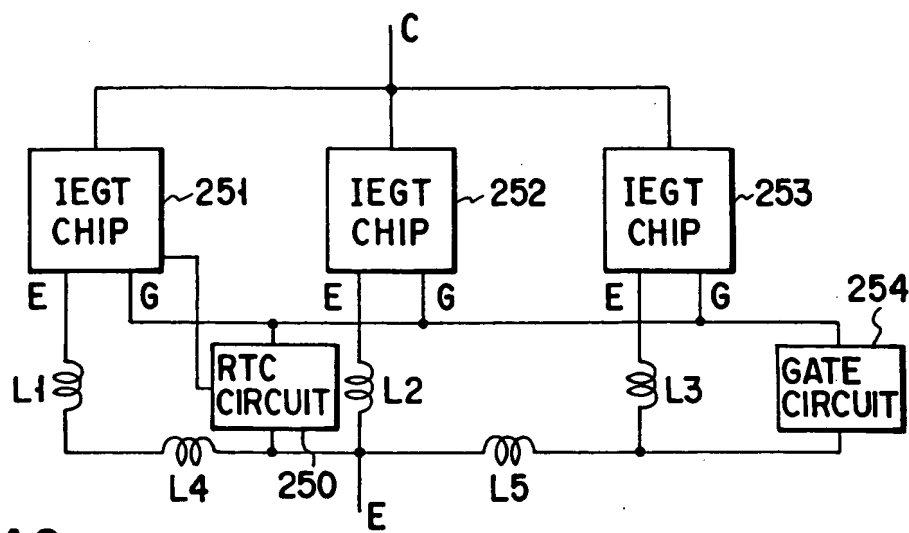 C
IEGT
CHIP
251
IEGT
CHIP
252
IEGT
CHIP
253
E
G
E
G
E
G
254
L1
RTC
CIRCUIT
L2
L3
GATE
CIRCUIT
L4
250
L5
E